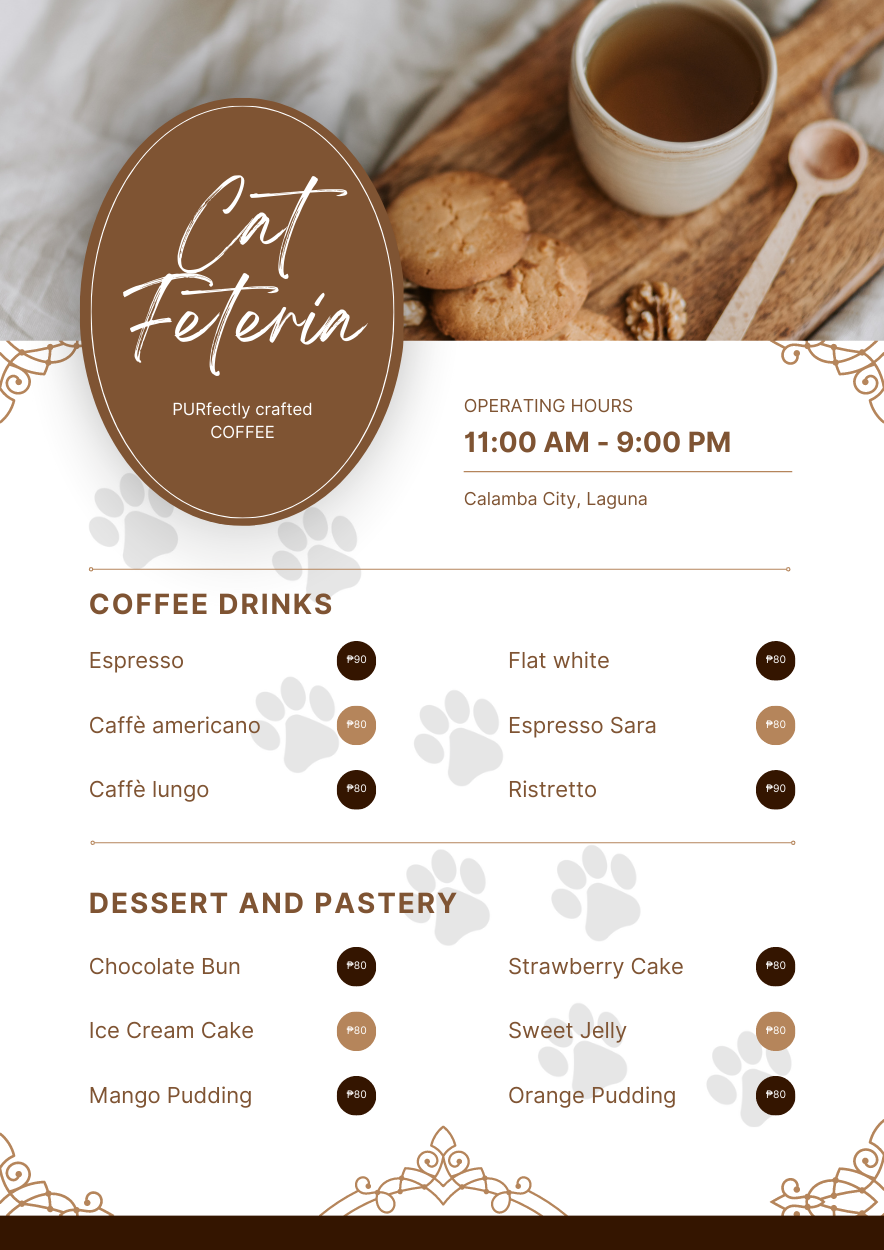 Cat
Feteria
PURfectly crafted
COFFEE
OPERATING HOURS
11:00 AM - 9:00 PM
Calamba City, Laguna
COFFEE DRINKS
Espresso ₱90
Flat white ₱80
Caffè americano ₱80
Espresso Sara ₱80
Caffè lungo ₱80
Ristretto ₱90
DESSERT AND PASTERY
Chocolate Bun ₱80
Strawberry Cake ₱80
Ice Cream Cake ₱80
Sweet Jelly ₱80
Mango Pudding ₱80
Orange Pudding ₱80